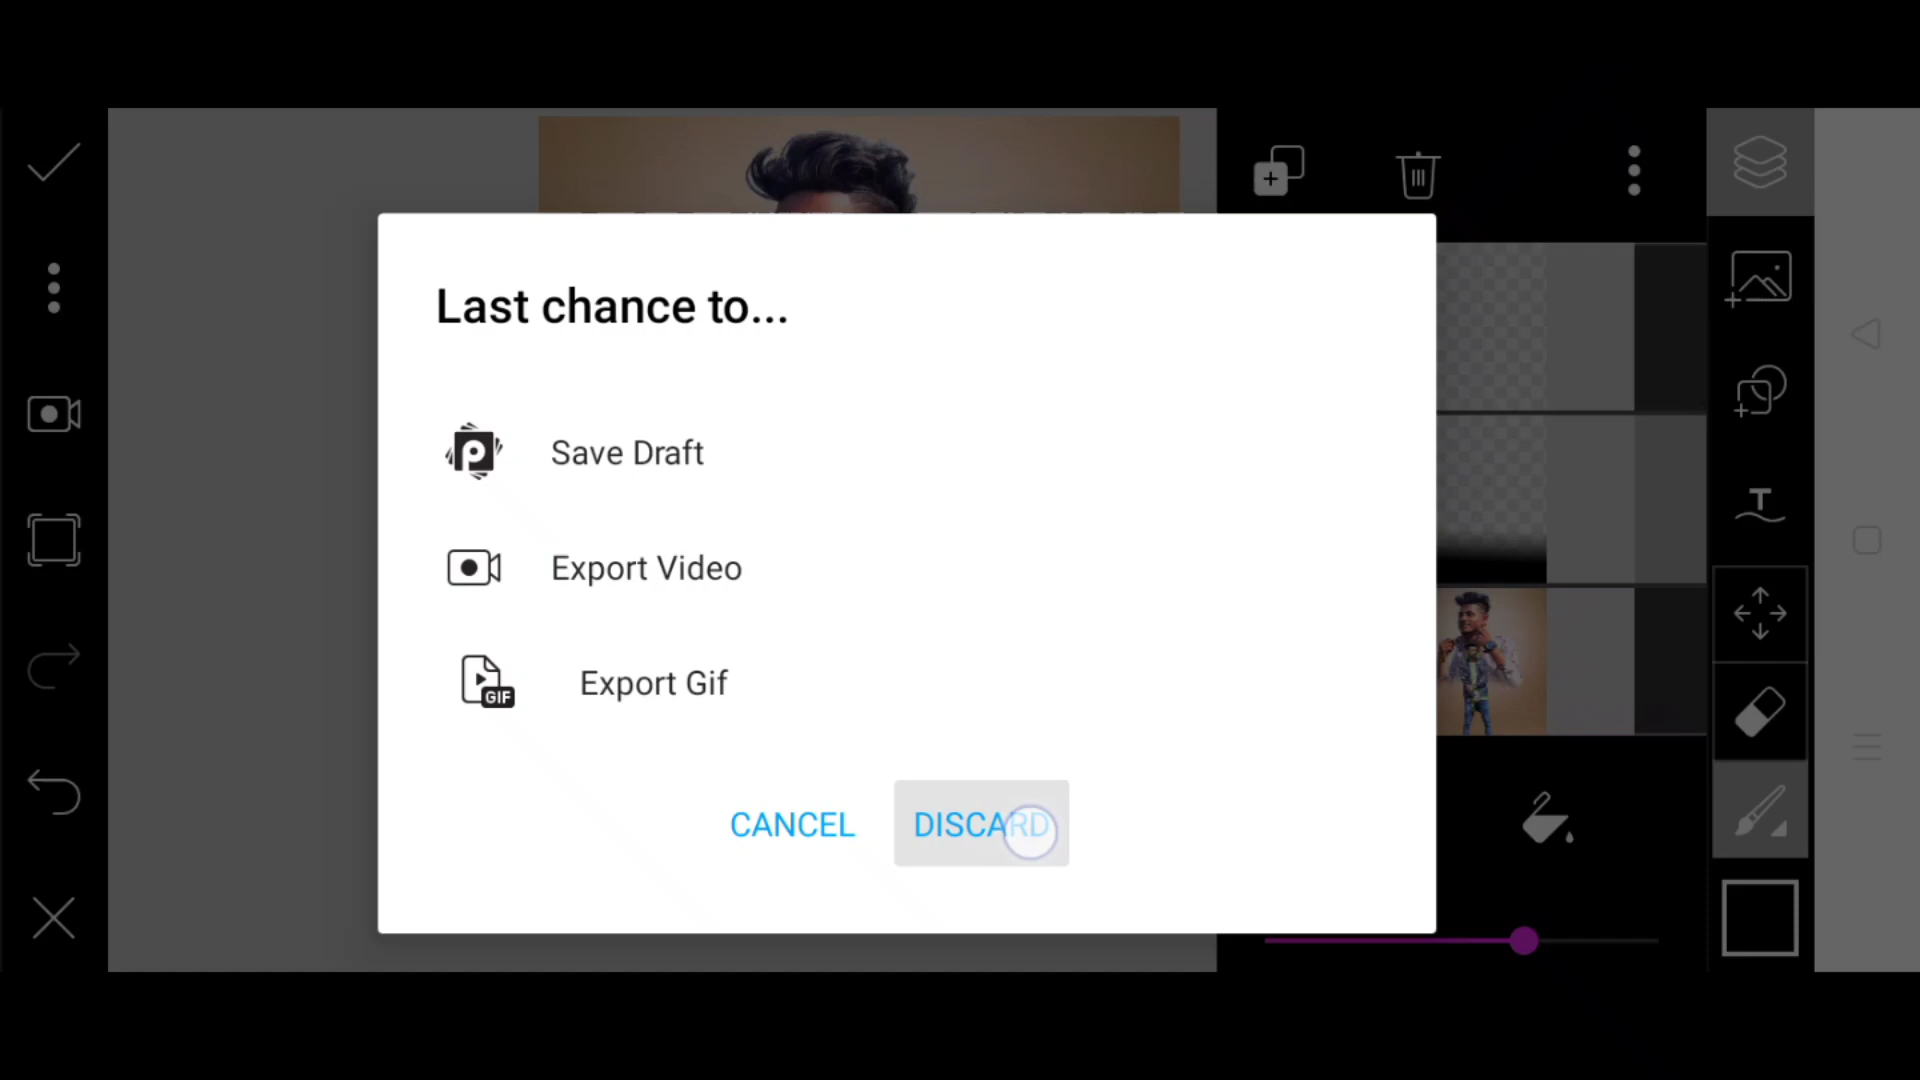 Last chance to...
Save Draft
Export Video
GIF Export Gif
CANCEL DISCARD